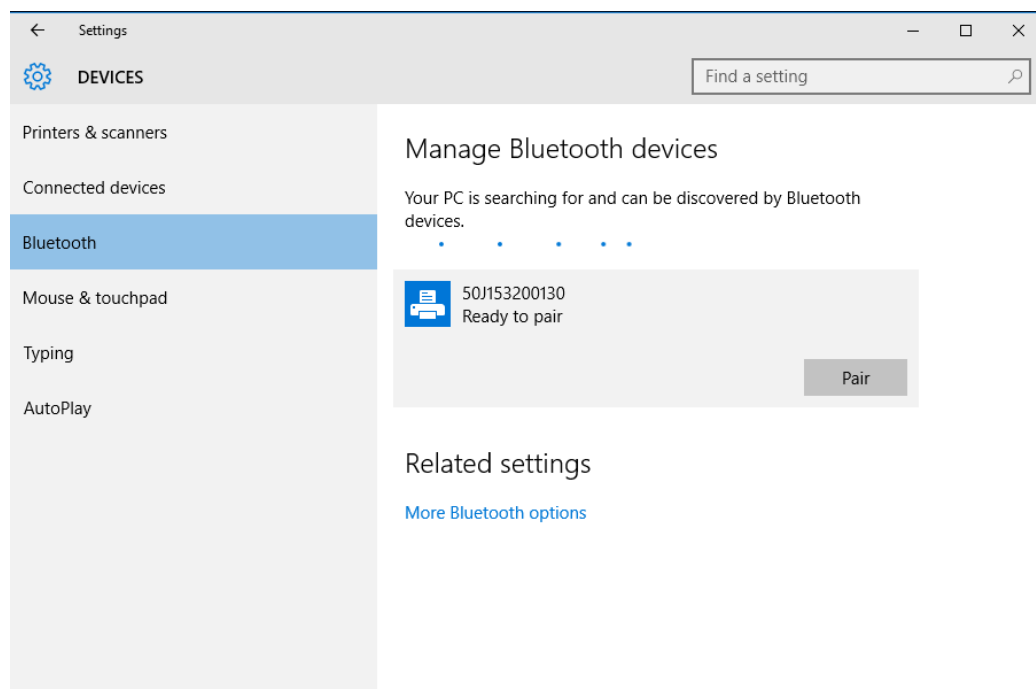 Settings
DEVICES
Find a setting
Printers & scanners
Connected devices
Bluetooth
Mouse & touchpad
Typing
AutoPlay
Manage Bluetooth devices
Your PC is searching for and can be discovered by Bluetooth
devices.
50J153200130
Ready to pair
Pair
Related settings
More Bluetooth options